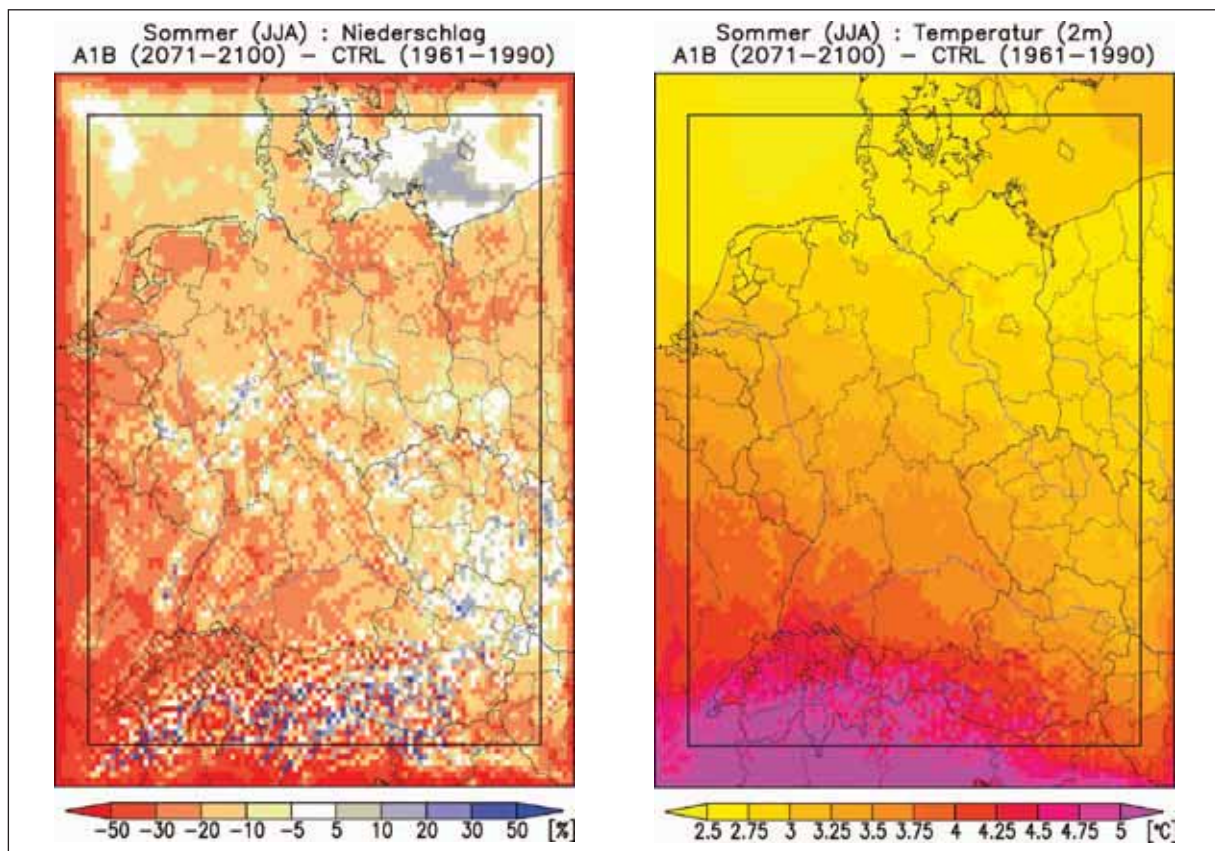 Sommer (JJA) : Niederschlag
A1B (2071−2100) − CTRL (1961−1990)
−50 −30 −20 −10 −5 5 10 20 30 50 [%]
Sommer (JJA) : Temperatur (2m)
A1B (2071−2100) − CTRL (1961−1990)
2.5 2.75 3 3.25 3.5 3.75 4 4.25 4.5 4.75 5 [°C]